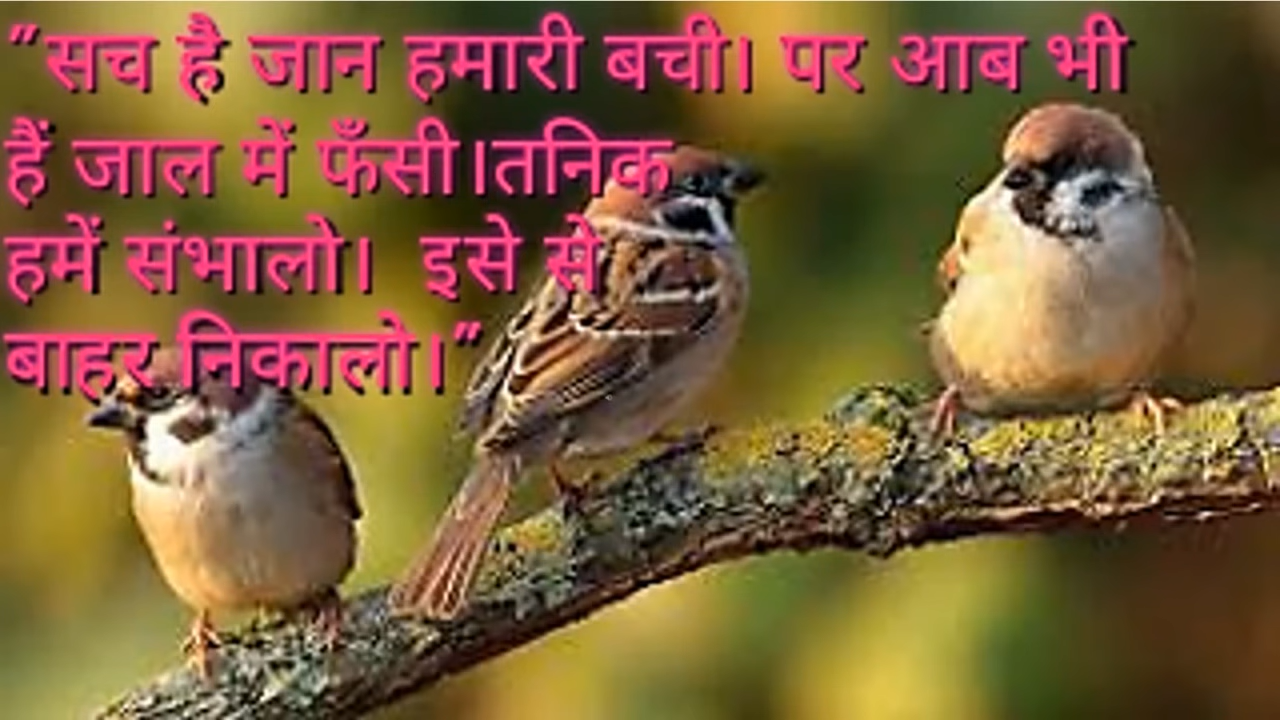 "सच है जान हमारी बची। पर आब भी
हैं जाल में फँसी।तनिक
हमें संभालो। इसे से
बाहर निकालो।"